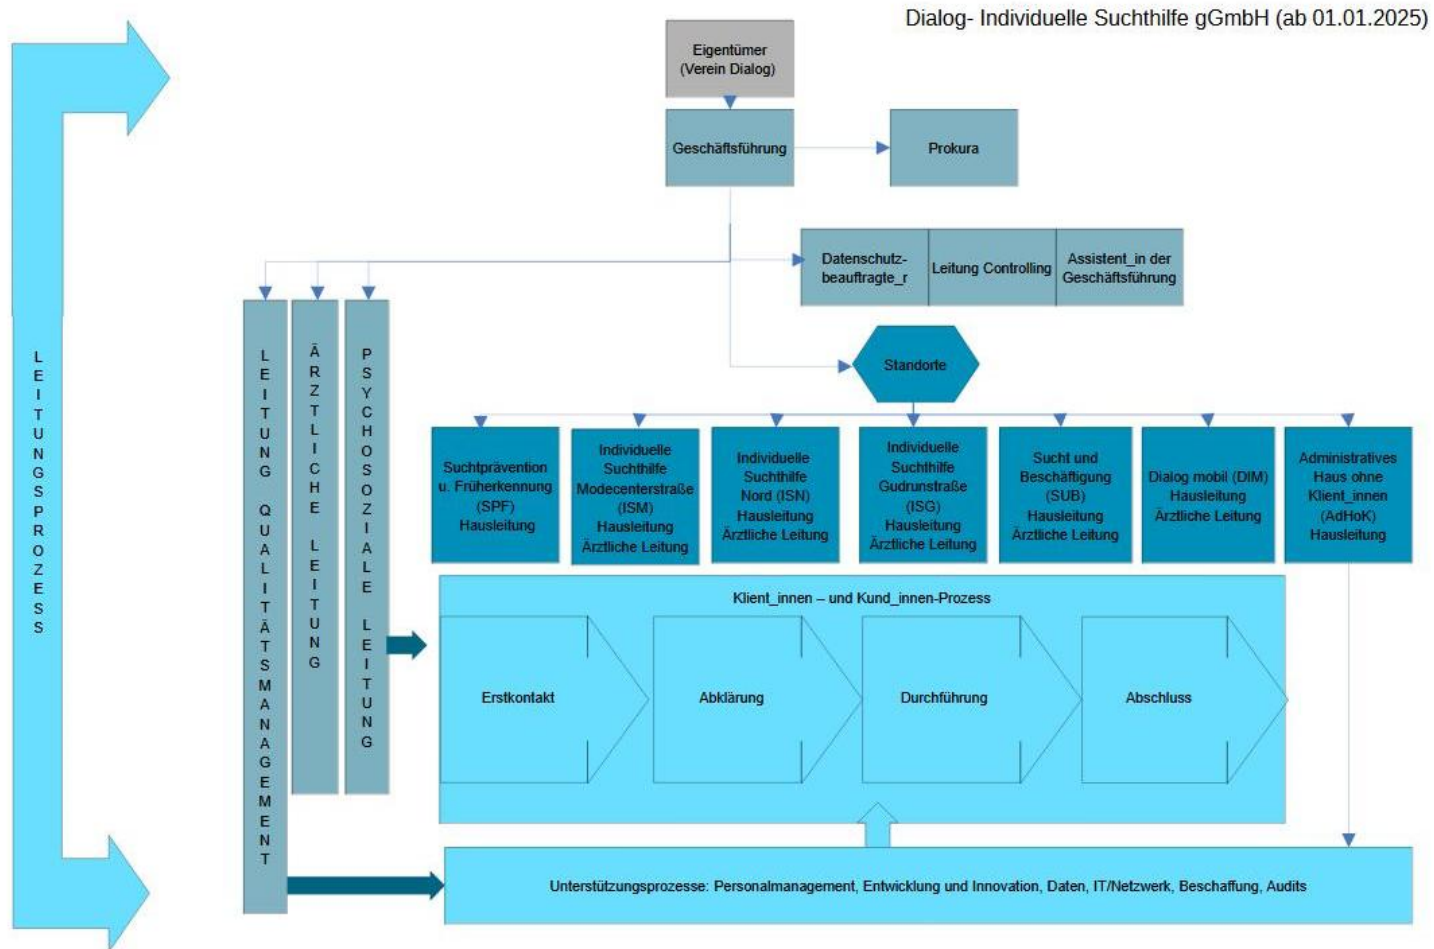 Dialog- Individuelle Suchthilfe gGmbH (ab 01.01.2025)
Eigentümer
(Verein Dialog)
Geschäftsführung
Prokura
Datenschutz-
beauftragte_r
Leitung Controlling
Assistent_in der
Geschäftsführung
LEITUNGSPROZESS
LEITUNG QUALITÄTSMANAGEMENT
ÄRZTLICHE LEITUNG
PSYCHOSOZIALE LEITUNG
Standorte
Suchtprävention
u. Früherkennung
(SPF)
Hausleitung
Individuelle
Suchthilfe
Modecenterstraße
(ISM)
Hausleitung
Ärztliche Leitung
Individuelle
Suchthilfe
Nord (ISN)
Hausleitung
Ärztliche Leitung
Individuelle
Suchthilfe
Gudrunstraße
(ISG)
Hausleitung
Ärztliche Leitung
Sucht und
Beschäftigung
(SUB)
Hausleitung
Ärztliche Leitung
Dialog mobil (DIM)
Hausleitung
Ärztliche Leitung
Administratives
Haus ohne
Klient_innen
(AdHoK)
Hausleitung
Klient_innen – und Kund_innen-Prozess
Erstkontakt
Abklärung
Durchführung
Abschluss
Unterstützungsprozesse: Personalmanagement, Entwicklung und Innovation, Daten, IT/Netzwerk, Beschaffung, Audits